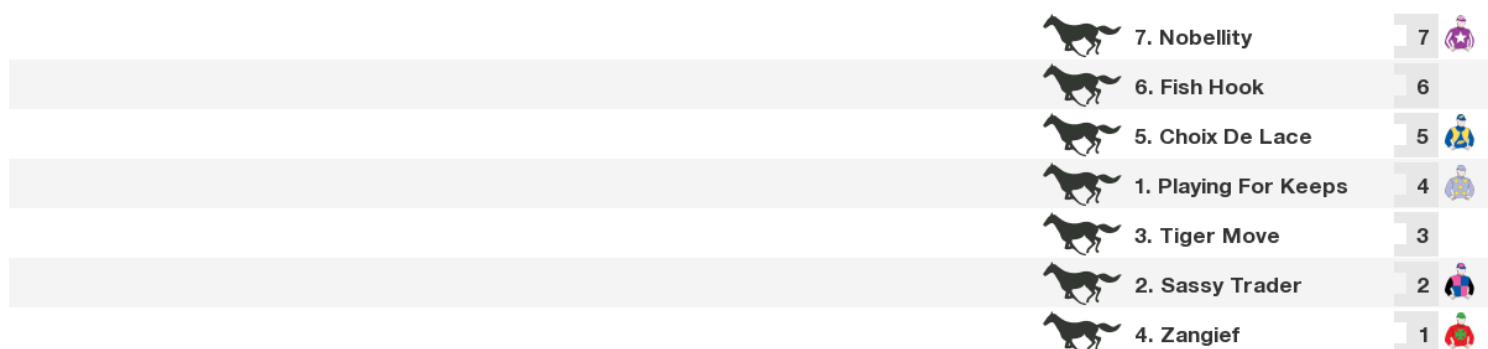 7. Nobellity 7
6. Fish Hook 6
5. Choix De Lace 5
1. Playing For Keeps 4
3. Tiger Move 3
2. Sassy Trader 2
4. Zangief 1